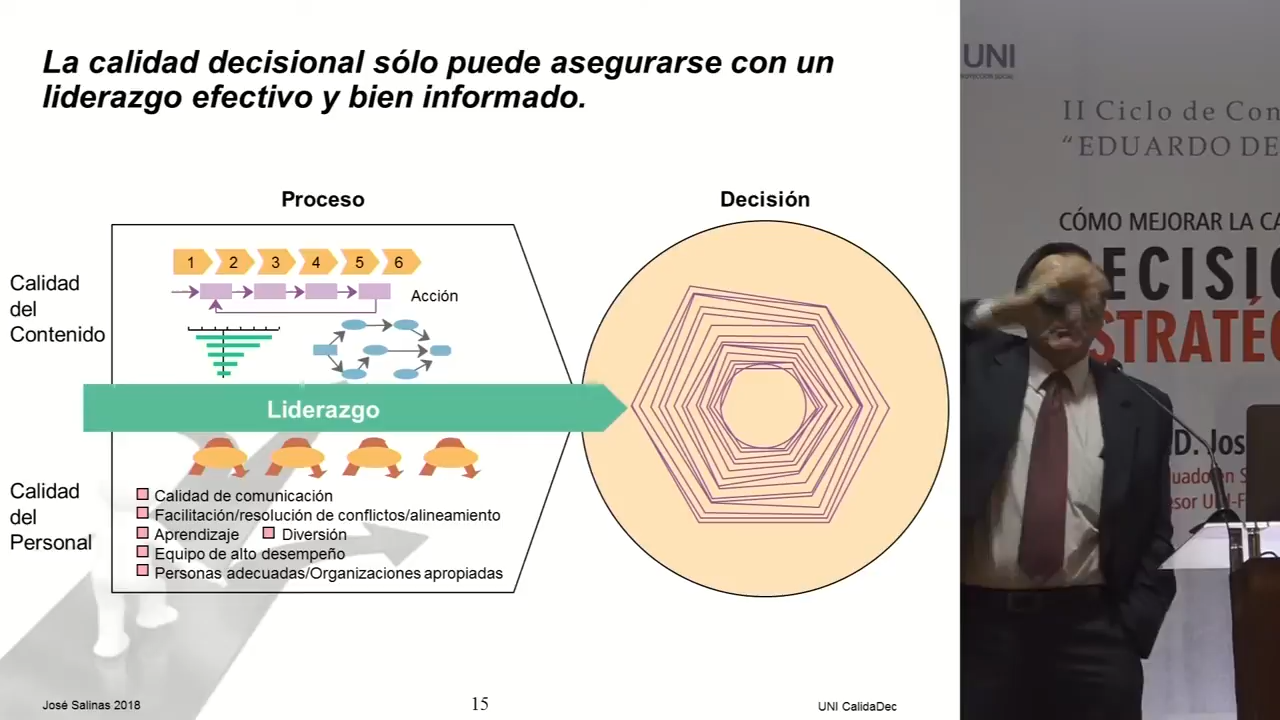 La calidad decisional sólo puede asegurarse con un
liderazgo efectivo y bien informado.
Proceso
Decisión
Calidad
del
Contenido
1 2 3 4 5 6
Acción
Liderazgo
Calidad
del
Personal
Calidad de comunicación
Facilitación/resolución de conflictos/alineamiento
Aprendizaje Diversión
Equipo de alto desempeño
Personas adecuadas/Organizaciones apropiadas
José Salinas 2018
15
UNI CalidaDec
UNI
II Ciclo de Con
“EDUARDO DE
CÓMO MEJORAR LA CA
ECISIO
STRATÉG
D. Jos